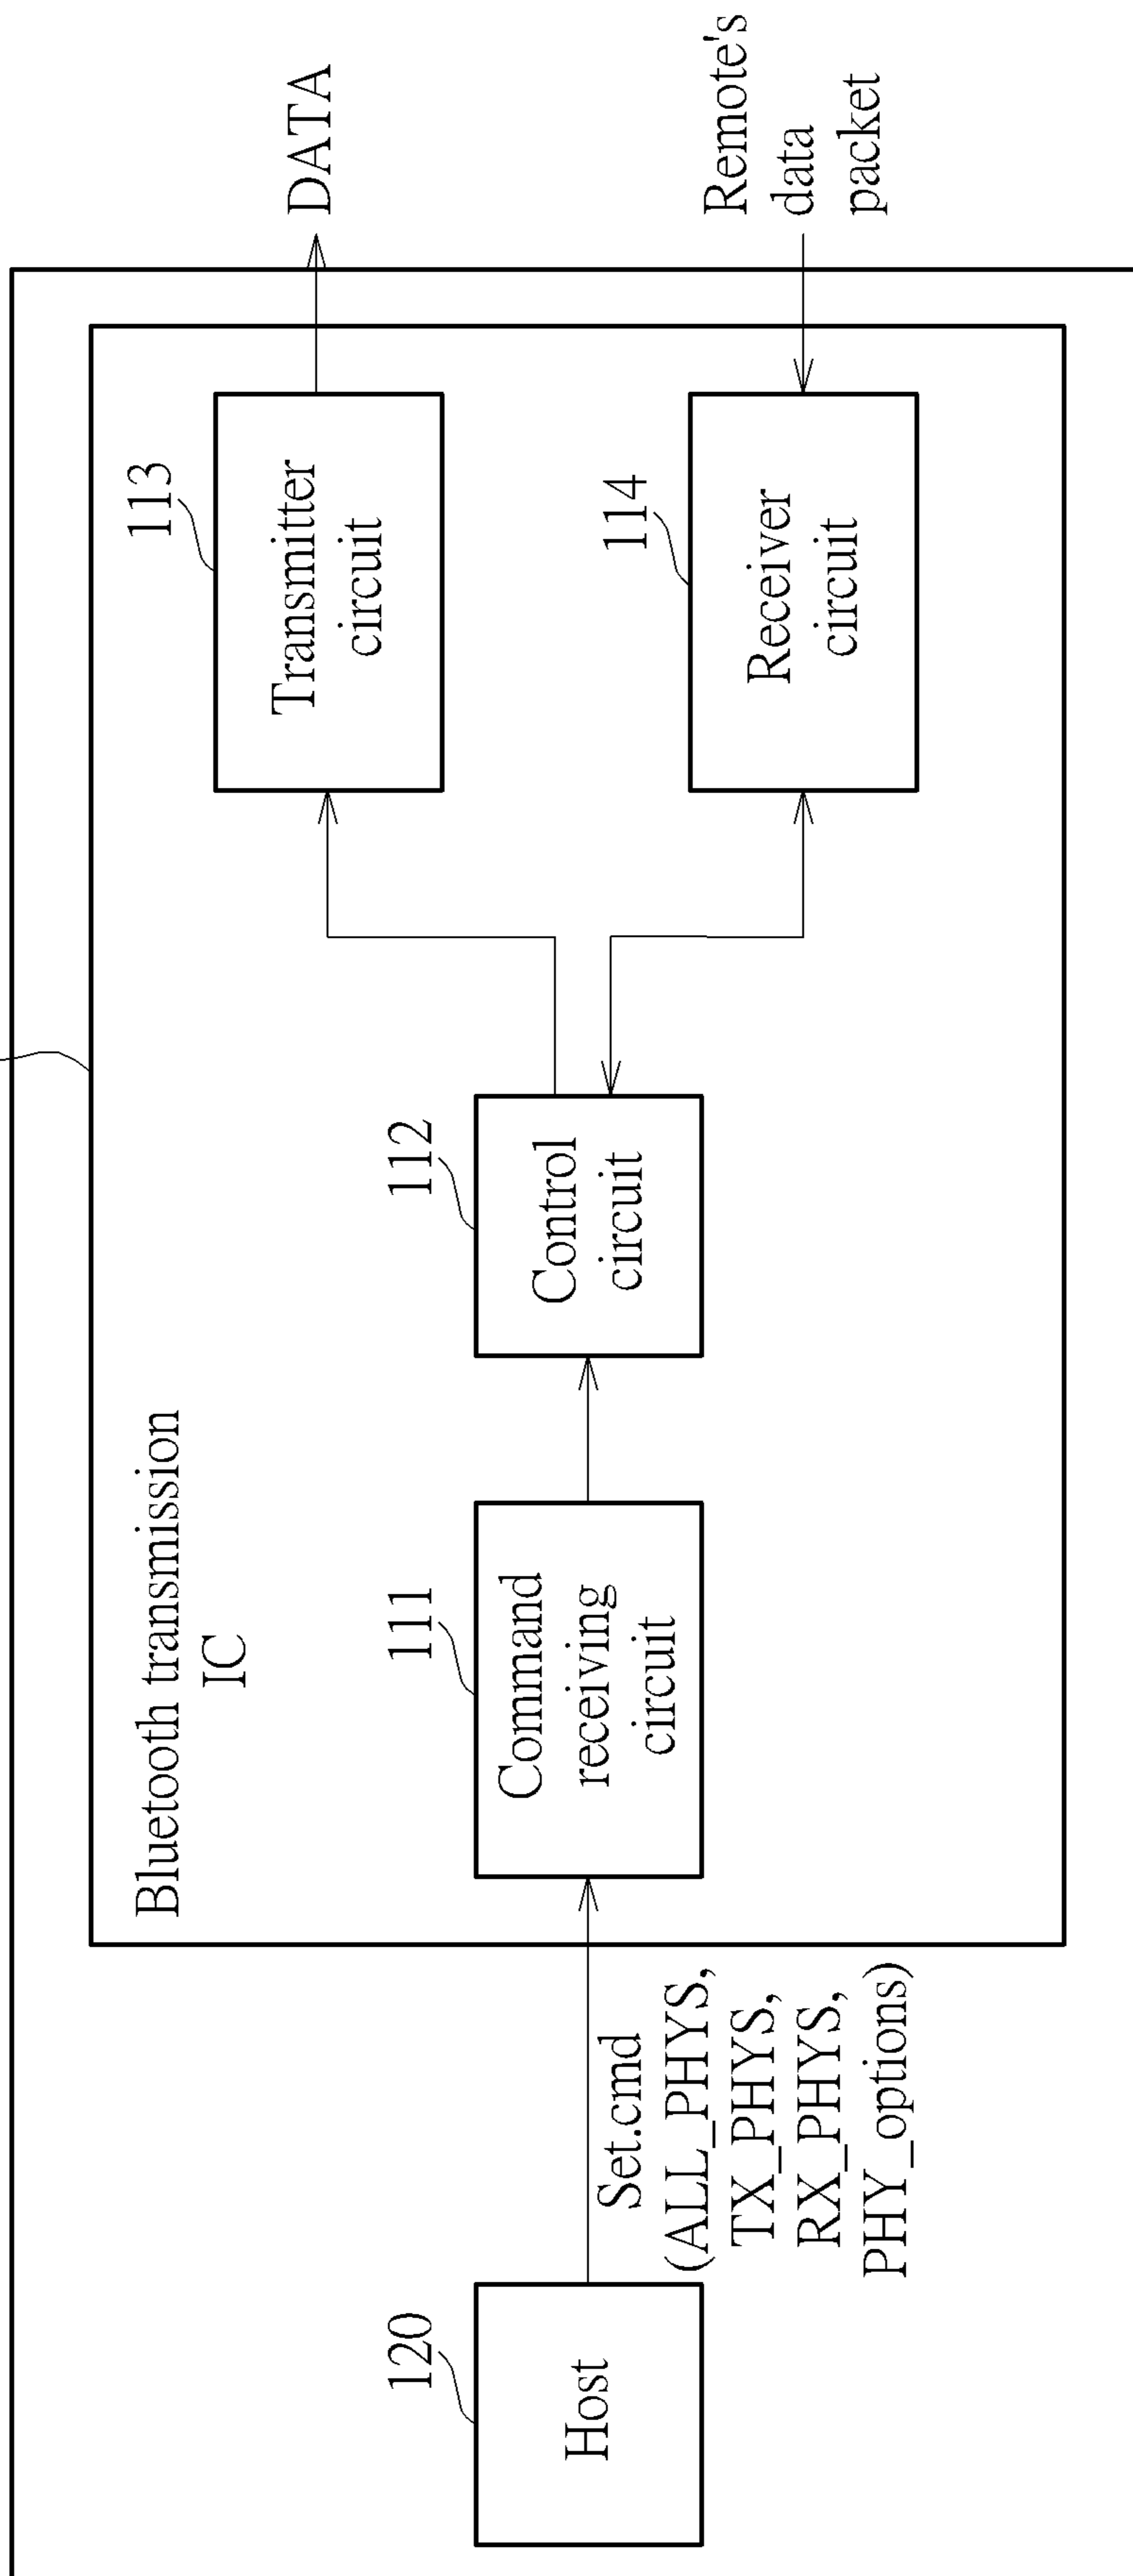 Bluetooth transmission
IC
120
Host
Set.cmd
(ALL_PHYS,
TX_PHYS,
RX_PHYS,
PHY_options)
111
Command
receiving
circuit
112
Control
circuit
113
Transmitter
circuit
DATA
114
Receiver
circuit
Remote's
data
packet